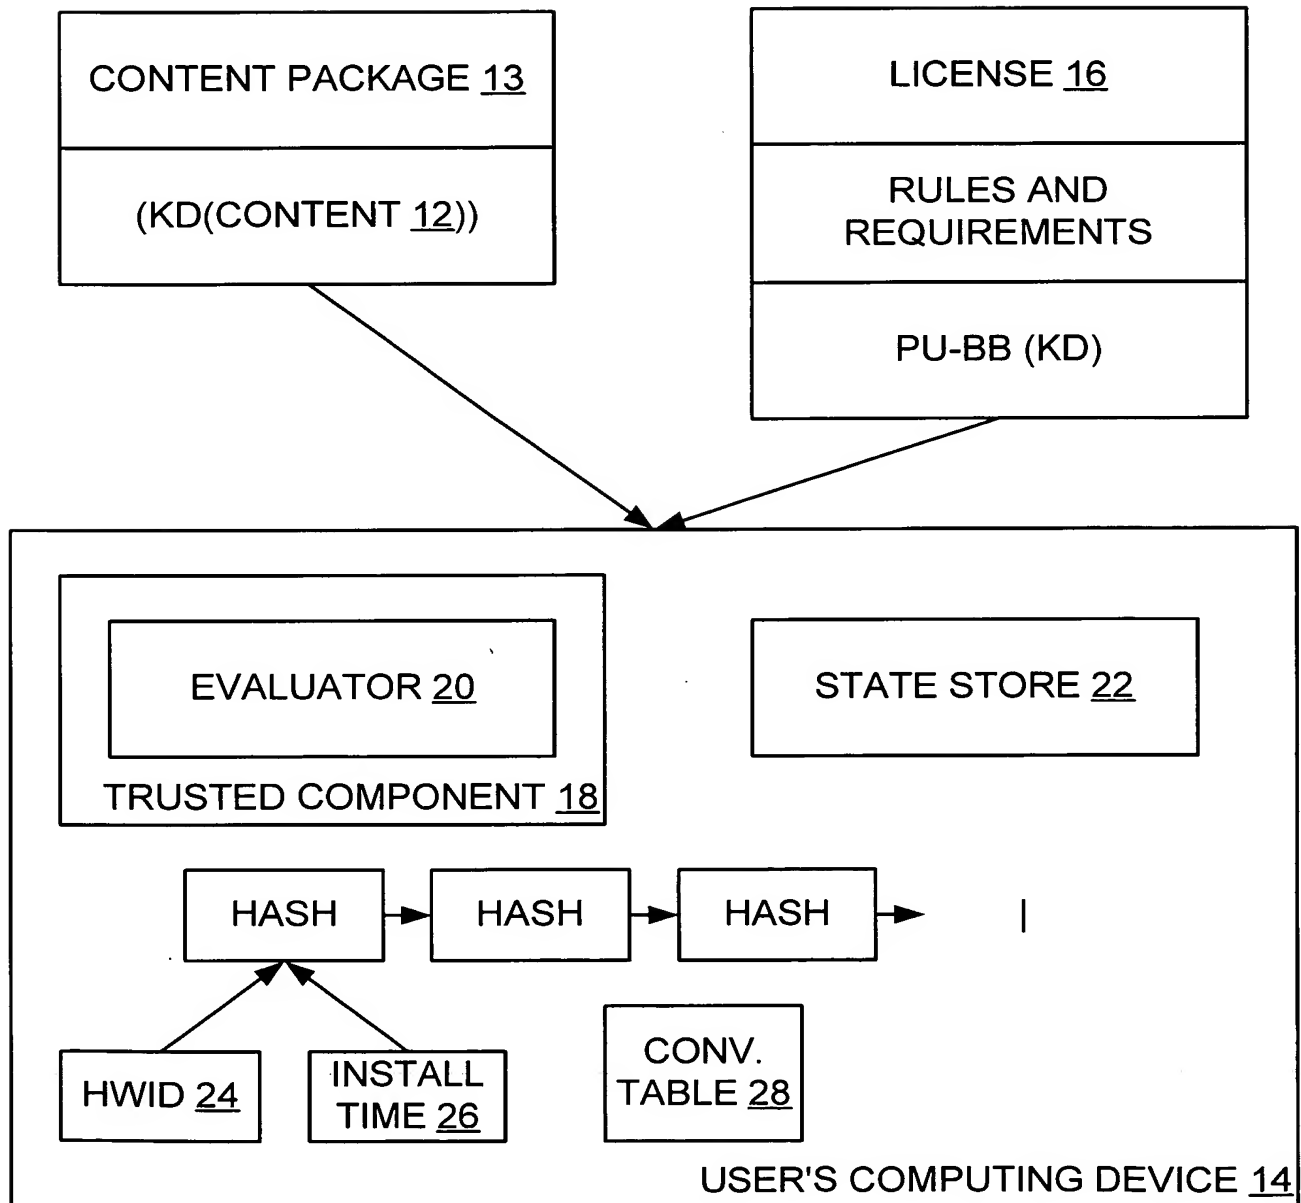 CONTENT PACKAGE 13
(KD(CONTENT 12))
LICENSE 16
RULES AND
REQUIREMENTS
PU-BB (KD)
EVALUATOR 20
TRUSTED COMPONENT 18
STATE STORE 22
HASH
HASH
HASH
HWID 24
INSTALL
TIME 26
CONV.
TABLE 28
USER'S COMPUTING DEVICE 14